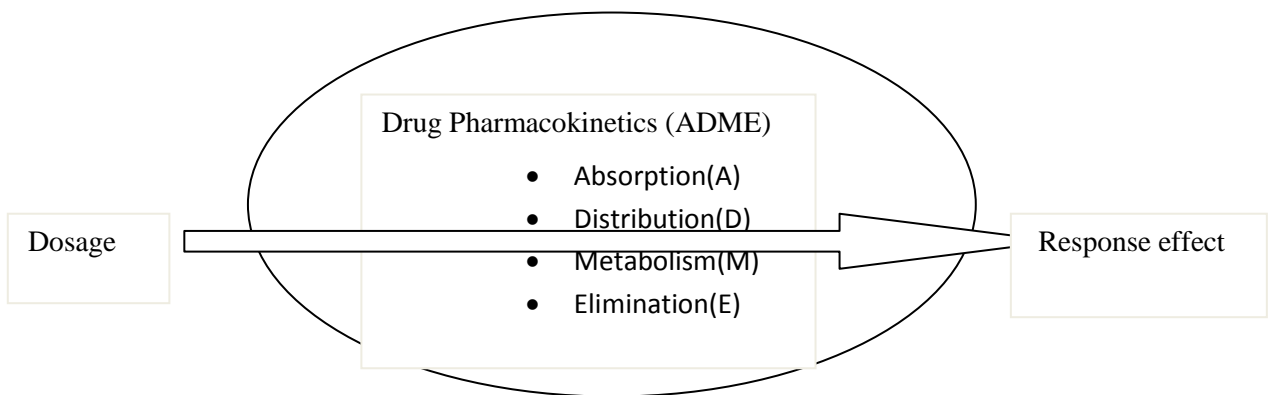 Drug Pharmacokinetics (ADME)
• Absorption(A)
• Distribution(D)
• Metabolism(M)
• Elimination(E)
Dosage
Response effect